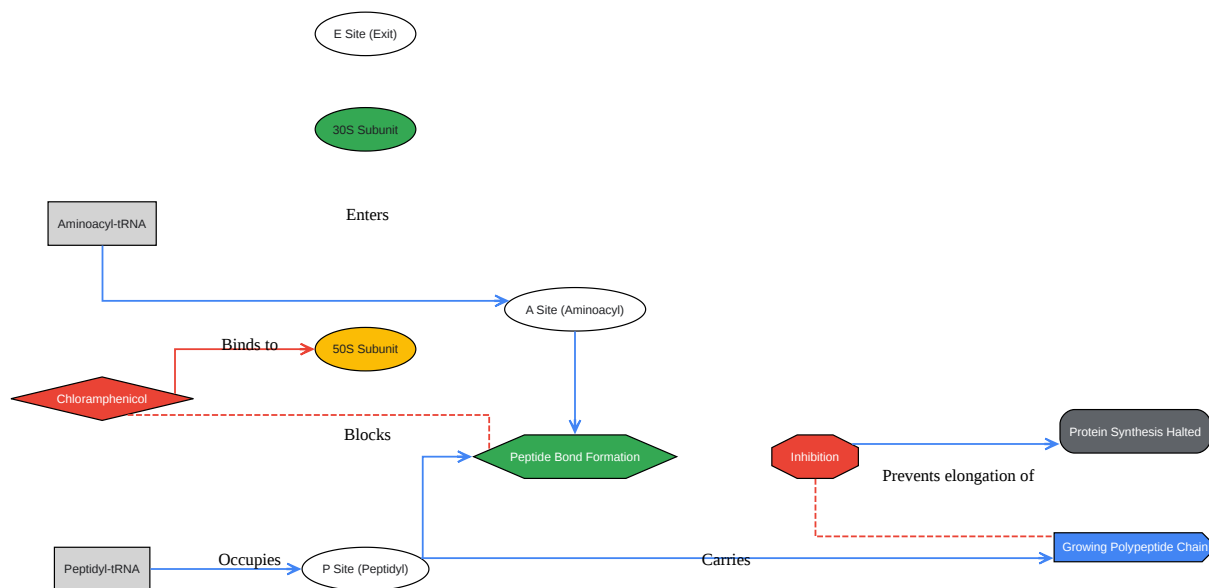 E Site (Exit)
30S Subunit
Aminoacyl-tRNA
Enters
A Site (Aminoacyl)
Binds to
50S Subunit
Chloramphenicol
Blocks
Peptide Bond Formation
Inhibition
Protein Synthesis Halted
Prevents elongation of
Peptidyl-tRNA
Occupies
P Site (Peptidyl)
Carries
Growing Polypeptide Chain